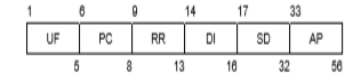 1 6 9 14 17 33
UF PC RR DI SD AP
5 8 13 16 32 56